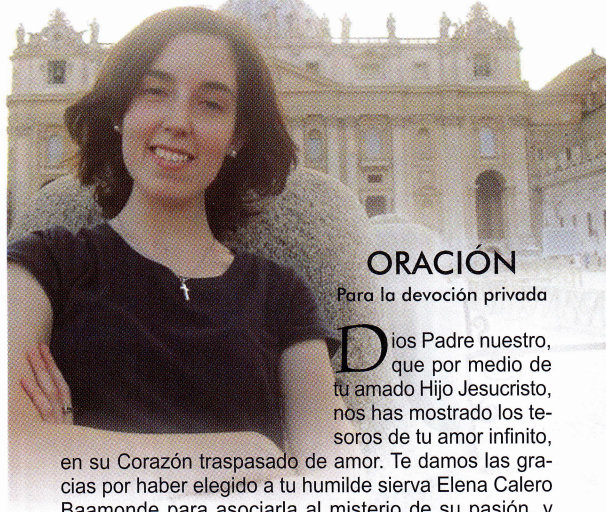 ORACIÓN
Para la devoción privada
Dios Padre nuestro,
que por medio de
tu amado Hijo Jesucristo,
nos has mostrado los te-
soros de tu amor infinito,
en su Corazón traspasado de amor. Te damos las gra-
cias por haber elegido a tu humilde sierva Elena Calero
Baamonde para asociarla al misterio de su pasión, y